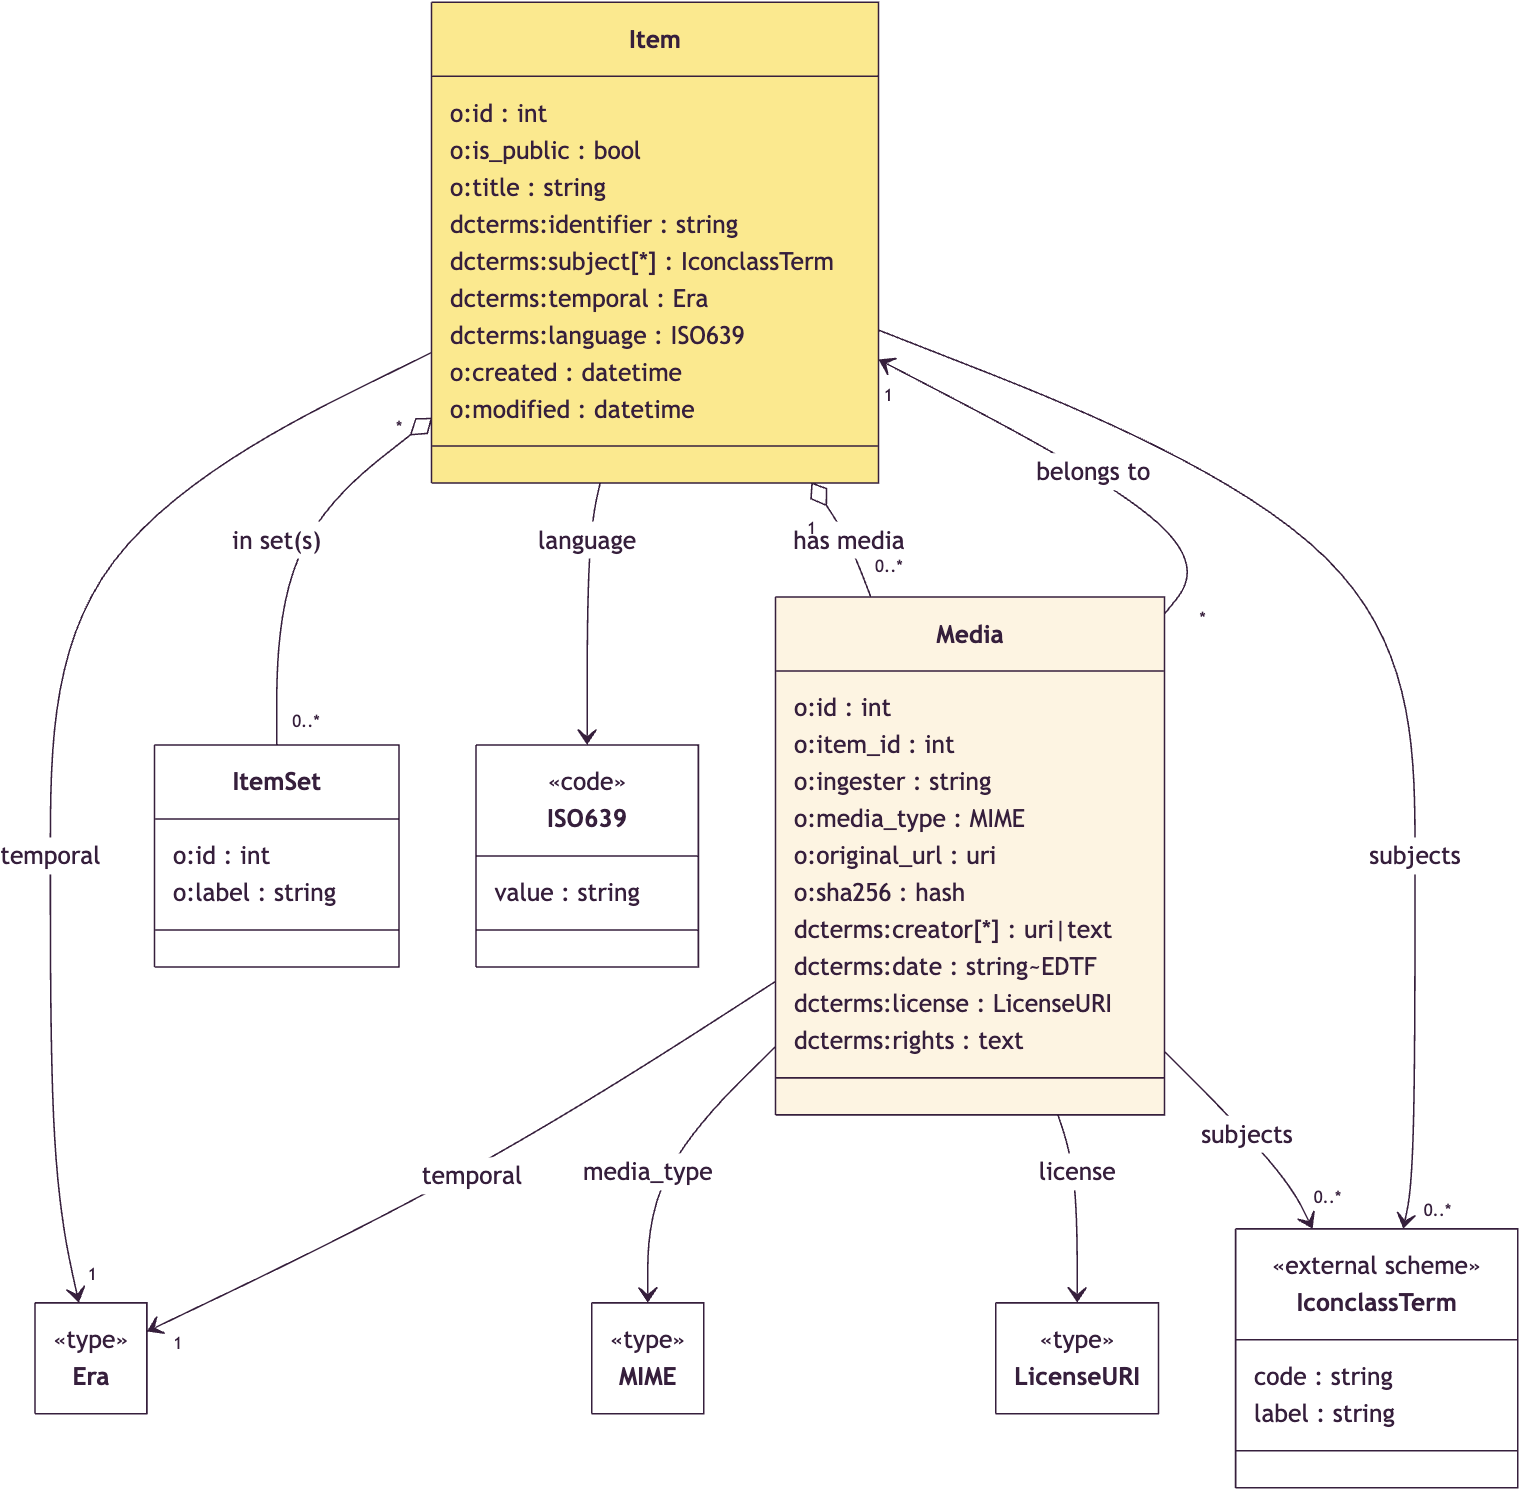 Item
o:id : int
o:is_public : bool
o:title : string
dcterms:identifier : string
dcterms:subject[*] : IconclassTerm
dcterms:temporal : Era
dcterms:language : ISO639
o:created : datetime
o:modified : datetime
*
1
belongs to
in set(s)
language
1
has media
0..*
*
Media
o:id : int
o:item_id : int
o:ingester : string
o:media_type : MIME
o:original_url : uri
o:sha256 : hash
dcterms:creator[*] : uri|text
dcterms:date : string~EDTF
dcterms:license : LicenseURI
dcterms:rights : text
0..*
ItemSet
o:id : int
o:label : string
«code»
ISO639
value : string
temporal
subjects
temporal
media_type
license
subjects
0..*
0..*
1
1
«type»
Era
«type»
MIME
«type»
LicenseURI
«external scheme»
IconclassTerm
code : string
label : string